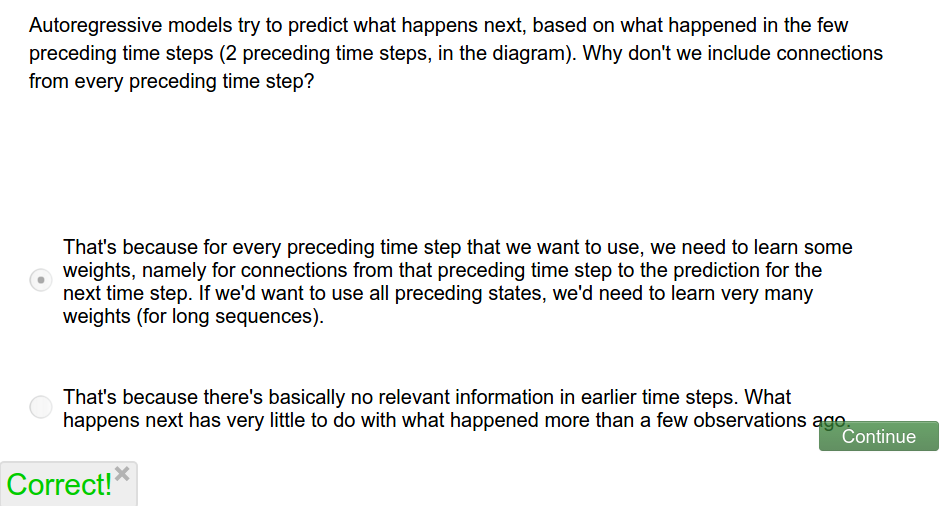 Autoregressive models try to predict what happens next, based on what happened in the few
preceding time steps (2 preceding time steps, in the diagram). Why don't we include connections
from every preceding time step?
That's because for every preceding time step that we want to use, we need to learn some
weights, namely for connections from that preceding time step to the prediction for the
next time step. If we'd want to use all preceding states, we'd need to learn very many
weights (for long sequences).
That's because there's basically no relevant information in earlier time steps. What
happens next has very little to do with what happened more than a few observations ago.
Continue
Correct!